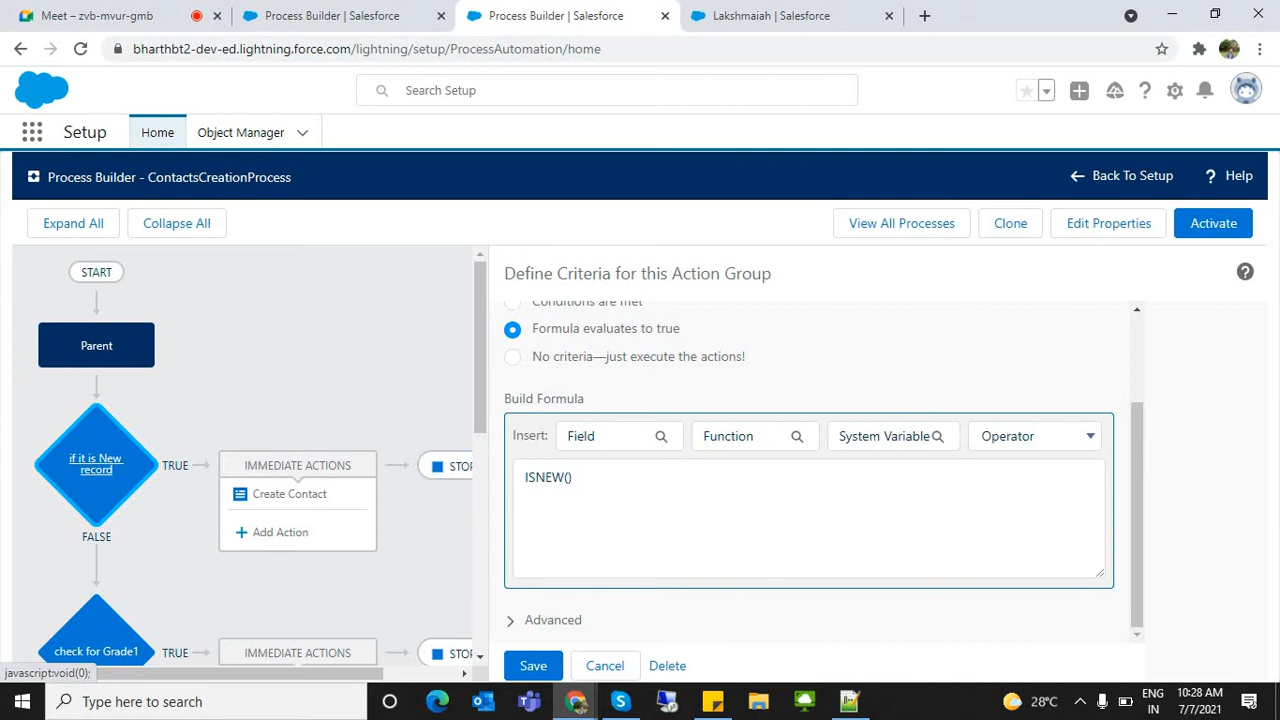 Meet – zvb-mvur-gmb
Process Builder | Salesforce
Process Builder | Salesforce
Lakshmaiah | Salesforce
bharthbt2-dev-ed.lightning.force.com/lightning/setup/ProcessAutomation/home
Search Setup
Setup
Home
Object Manager
Process Builder - ContactsCreationProcess
Back To Setup
? Help
Expand All
Collapse All
View All Processes
Clone
Edit Properties
Activate
START
Parent
if it is New
record
TRUE
IMMEDIATE ACTIONS
STOP
Create Contact
+ Add Action
FALSE
check for Grade1
TRUE
IMMEDIATE ACTIONS
STOP
javascript:void(0);
Define Criteria for this Action Group
Conditions are met
Formula evaluates to true
No criteria—just execute the actions!
Build Formula
Insert:
Field
Function
System Variable
Operator
ISNEW()
Advanced
Save
Cancel
Delete
Type here to search
28°C
ENG
IN
10:28 AM
7/7/2021